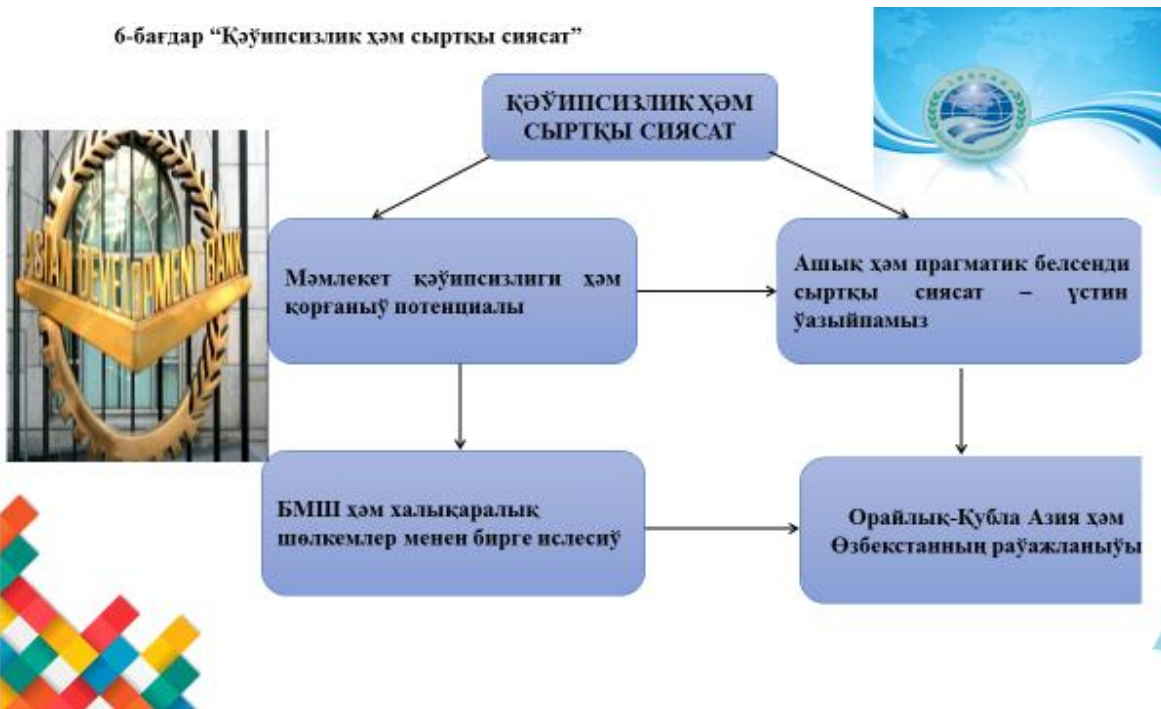 6-бағдар “Қәўипсизлик ҳәм сыртқы сиясат”
ҚӘЎИПСИЗЛИК ҲӘМ
СЫРТҚЫ СИЯСАТ
ASIAN DEVELOPMENT BANK
Мәмлекет қәўипсизлиги ҳәм
қорғаныў потенциалы
Ашық ҳәм прагматик белсенди
сыртқы сиясат – үстин
ўазыйпамыз
БМШ ҳәм халықаралық
шөлкемлер менен бирге ислесиў
Орайлық-Қубла Азия ҳәм
Өзбекстанның раўажланыўы